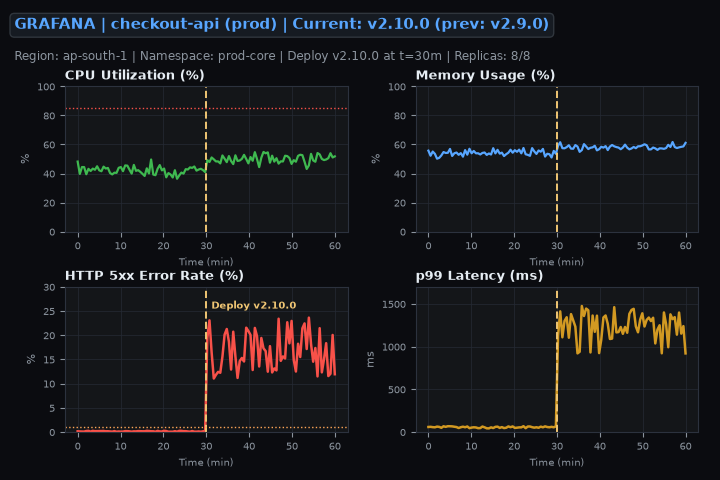 GRAFANA | checkout-api (prod) | Current: v2.10.0 (prev: v2.9.0)
Region: ap-south-1 | Namespace: prod-core | Deploy v2.10.0 at t=30m | Replicas: 8/8
CPU Utilization (%)
100
80
60
40
20
0
%
0 10 20 30 40 50 60
Time (min)
Memory Usage (%)
100
80
60
40
20
0
%
0 10 20 30 40 50 60
Time (min)
HTTP 5xx Error Rate (%)
30
25
20
15
10
5
0
%
Deploy v2.10.0
0 10 20 30 40 50 60
Time (min)
p99 Latency (ms)
1500
1000
500
0
ms
0 10 20 30 40 50 60
Time (min)